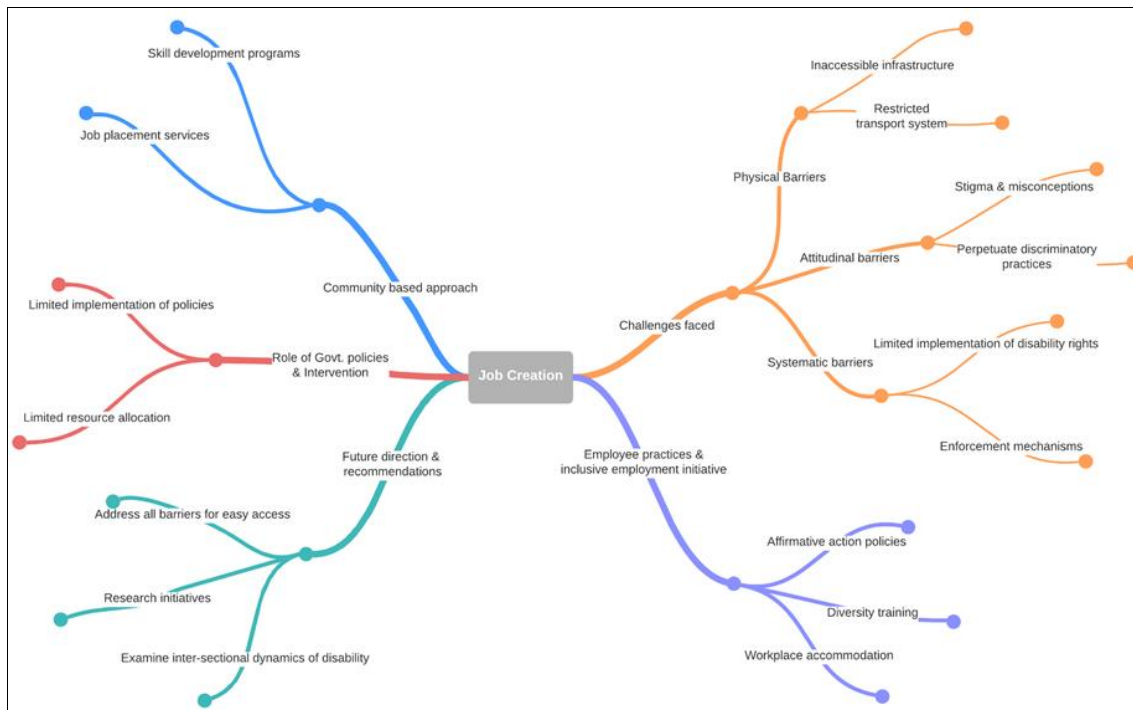 Skill development programs
Job placement services
Community based approach
Limited implementation of policies
Role of Govt. policies
& Intervention
Limited resource allocation
Future direction &
recommendations
Address all barriers for easy access
Research initiatives
Examine inter-sectional dynamics of disability
Job Creation
Inaccessible infrastructure
Restricted
transport system
Physical Barriers
Stigma & misconceptions
Attitudinal barriers
Perpetuate discriminatory
practices
Challenges faced
Systematic barriers
Limited implementation of disability rights
Enforcement mechanisms
Employee practices &
inclusive employment initiative
Affirmative action policies
Diversity training
Workplace accommodation